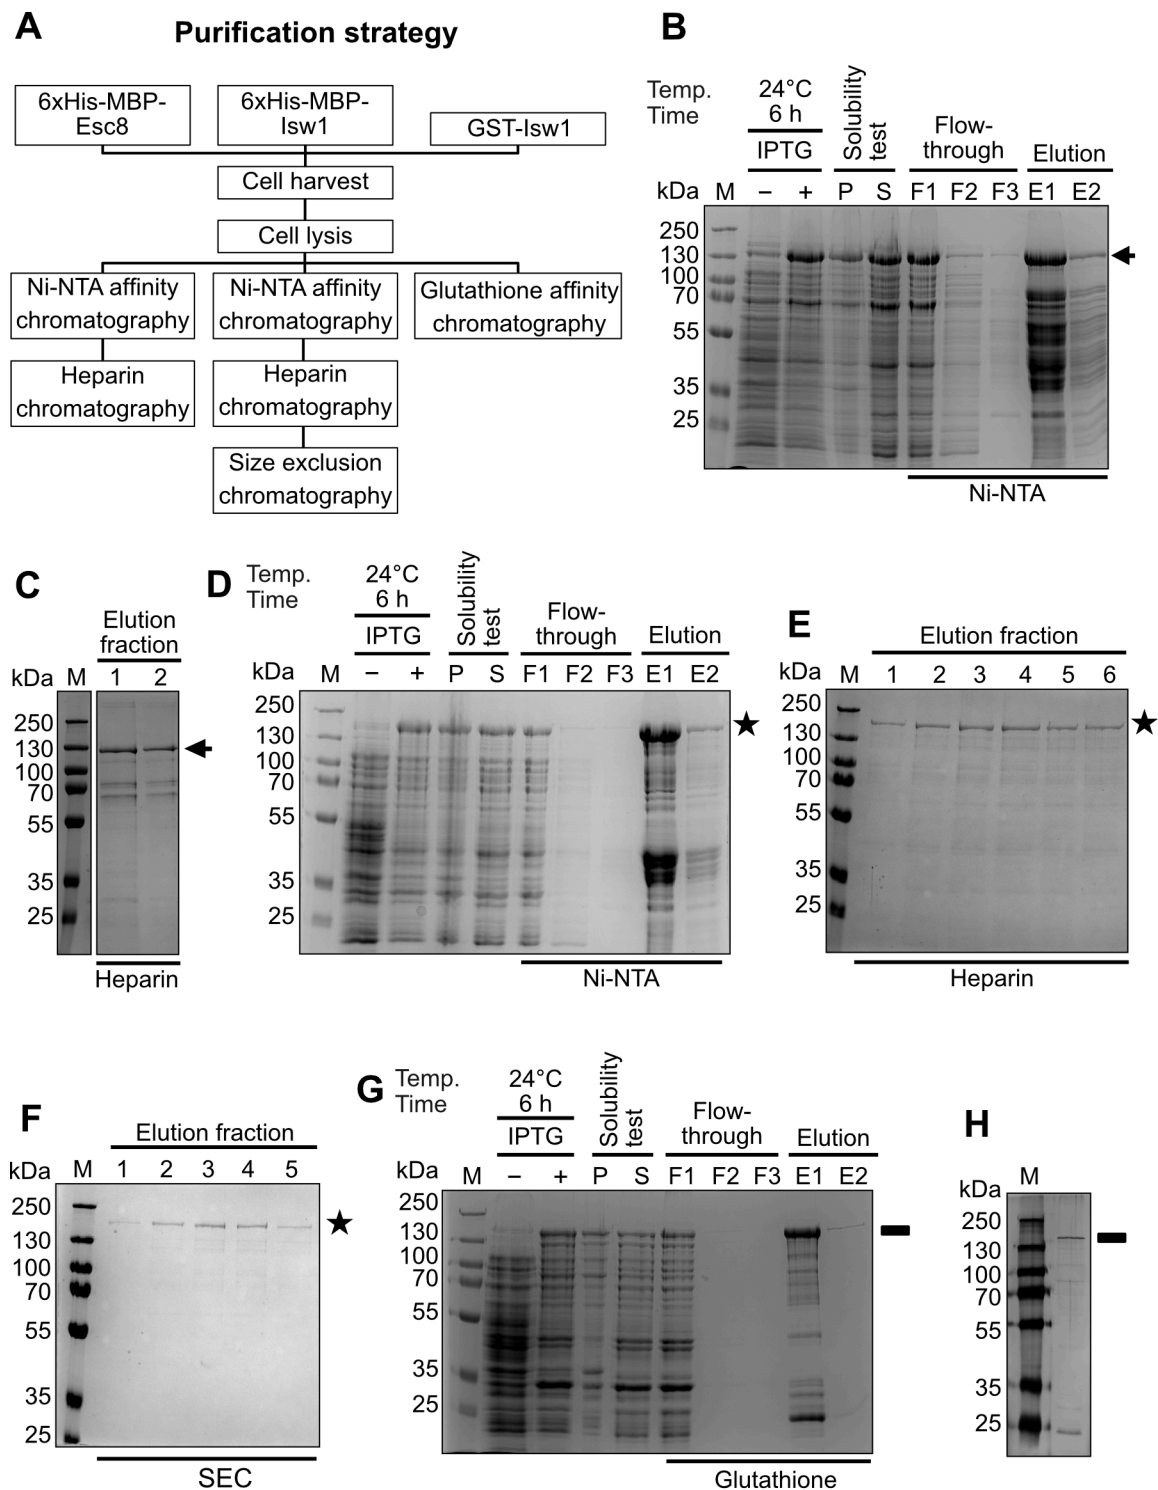 A
Purification strategy
6xHis-MBP-
Esc8
6xHis-MBP-
Isw1
GST-Isw1
Cell harvest
Cell lysis
Ni-NTA affinity
chromatography
Ni-NTA affinity
chromatography
Glutathione affinity
chromatography
Heparin
chromatography
Heparin
chromatography
Size exclusion
chromatography
B
Temp.
Time
24°C
6 h
IPTG
Solubility
test
Flow-
through
Elution
kDa M – + P S F1 F2 F3 E1 E2
250
130
100
70
55
35
25
Ni-NTA
C
Elution
fraction
kDa M 1 2
250
130
100
70
55
35
25
Heparin
D
Temp.
Time
24°C
6 h
IPTG
Solubility
test
Flow-
through
Elution
kDa M – + P S F1 F2 F3 E1 E2
250
130
100
70
55
35
25
Ni-NTA
E
Elution fraction
kDa M 1 2 3 4 5 6
250
130
100
70
55
35
25
Heparin
F
Elution fraction
kDa M 1 2 3 4 5
250
130
100
70
55
35
25
SEC
G
Temp.
Time
24°C
6 h
IPTG
Solubility
test
Flow-
through
Elution
kDa M – + P S F1 F2 F3 E1 E2
250
130
100
70
55
35
25
Glutathione
H
kDa M
250
130
100
70
55
35
25